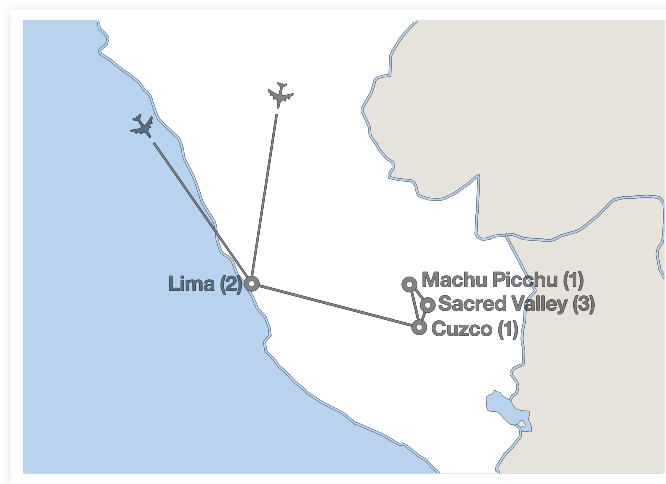 Machu Picchu (1)
Lima (2)
Sacred Valley (3)
Cuzco (1)